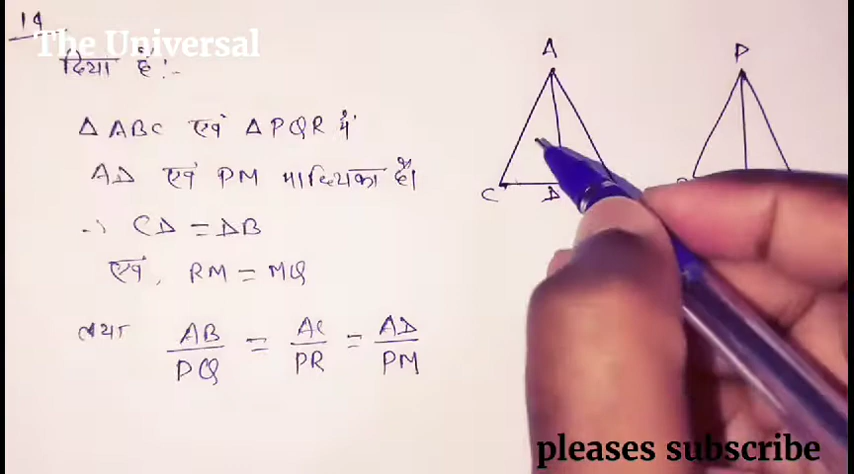 19
The Universal
दिया है:-
Δ ABC एवं Δ PQR में
AD एवं PM माध्यिका है।
∴ CD = DB
एवं, RM = MQ
तथा AB/PQ = AC/PR = AD/PM
A
P
C
D
pleases subscribe